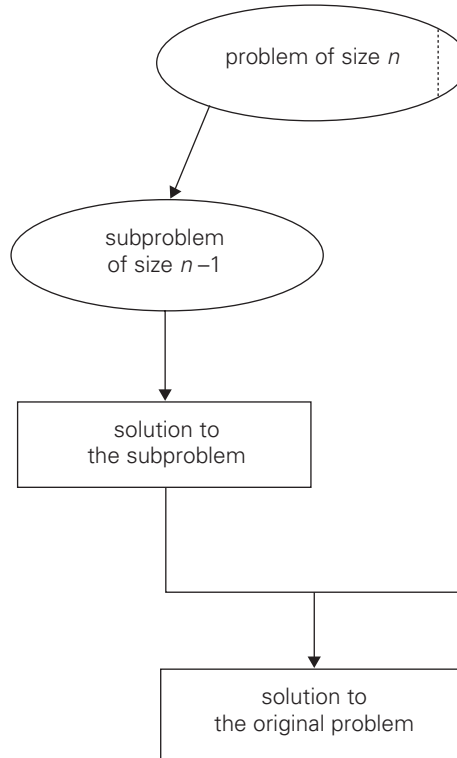 problem of size n
subproblem
of size n–1
solution to
the subproblem
solution to
the original problem